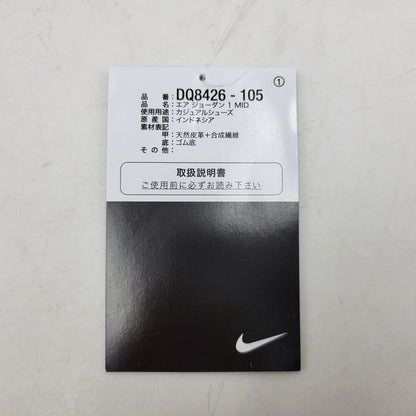 ①
品 番: DQ8426 - 105
品 名: エア ジョーダン 1 MID
使用用途: カジュアルシューズ
原 産 国: インドネシア
素材表記
甲: 天然皮革＋合成繊維
底: ゴム底
そ の 他:
取扱説明書
ご使用前に必ずお読み下さい